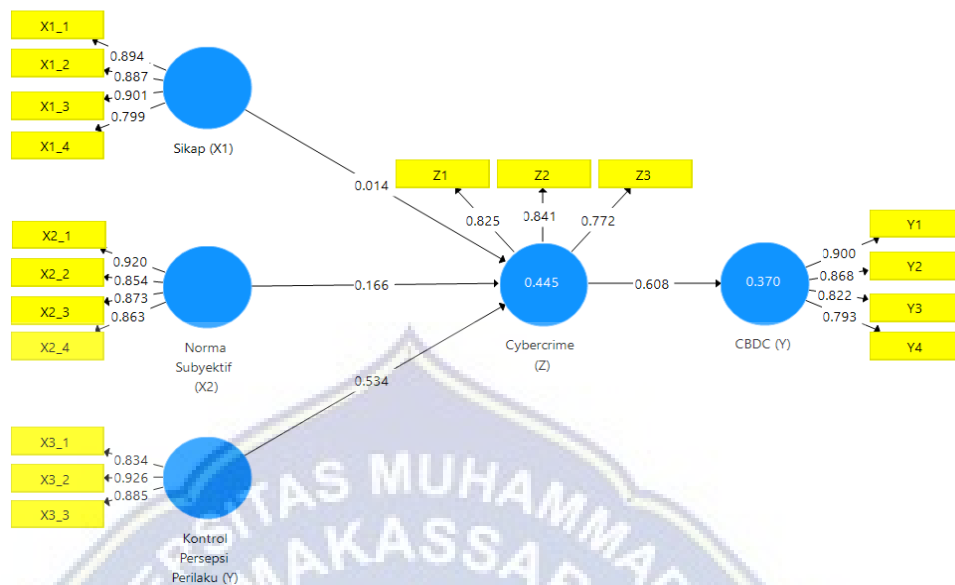 X1_1
X1_2
X1_3
X1_4
0.894
0.887
0.901
0.799
Sikap (X1)
0.014
X2_1
X2_2
X2_3
X2_4
0.920
0.854
0.873
0.863
Norma
Subyektif
(X2)
0.166
X3_1
X3_2
X3_3
0.834
0.926
0.885
Kontrol
Persepsi
Perilaku (Y)
0.534
Z1
Z2
Z3
0.825
0.841
0.772
0.445
Cybercrime
(Z)
0.608
0.370
CBDC (Y)
0.900
0.868
0.822
0.793
Y1
Y2
Y3
Y4